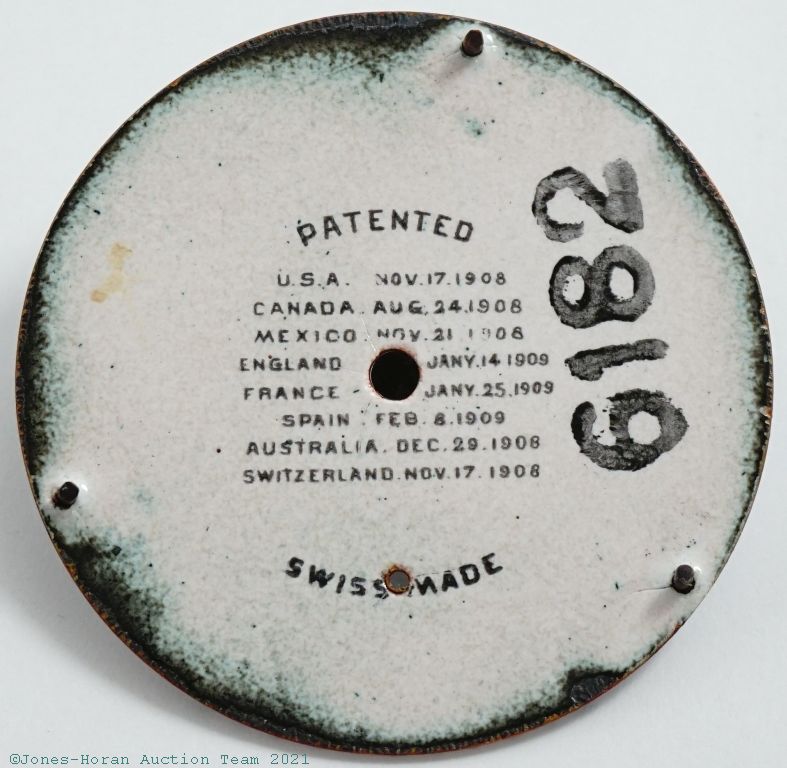 PATENTED
U.S.A. NOV.17.1908
CANADA. AUG.24.1908
MEXICO NOV.21 1908
ENGLAND JANY.14.1909
FRANCE JANY.25.1909
SPAIN. FEB.8.1909
AUSTRALIA. DEC.29.1908
SWITZERLAND.NOV.17.1908
SWISS MADE
6182
©Jones-Horan Auction Team 2021